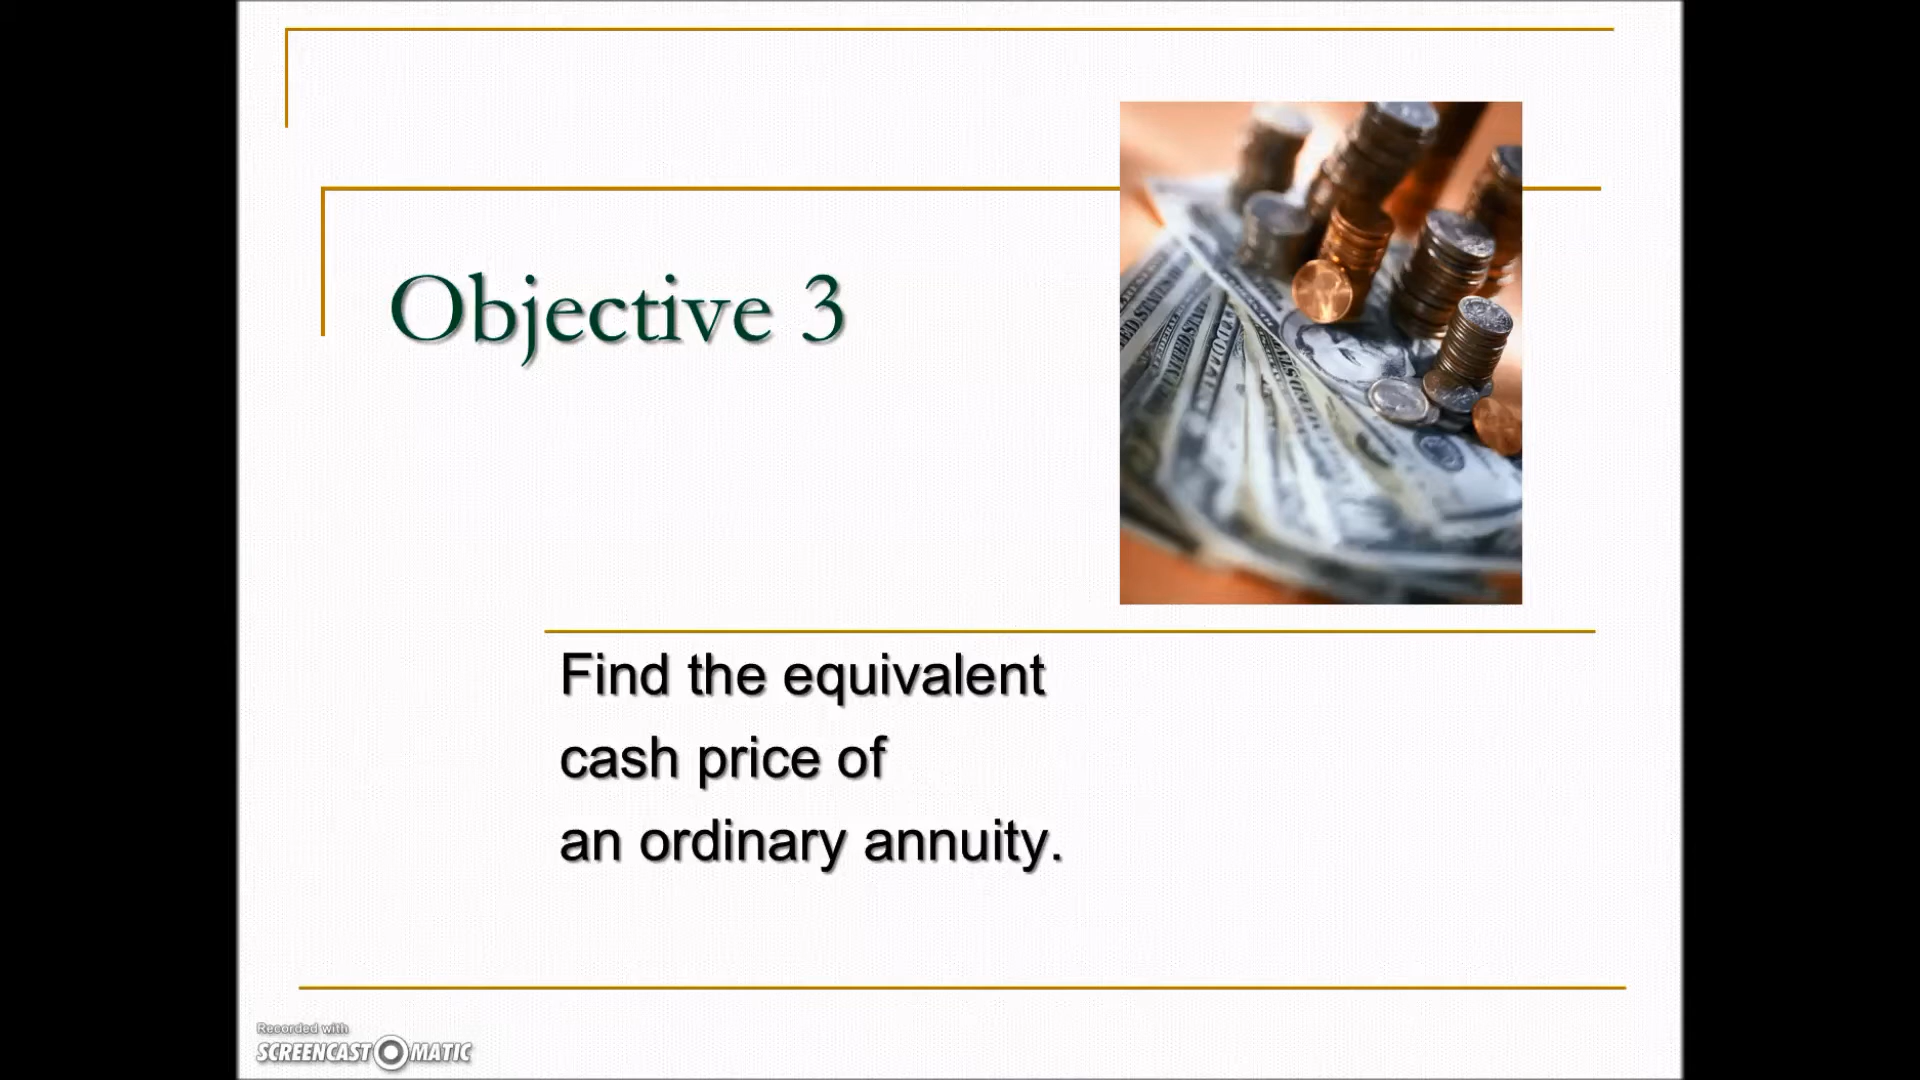 Objective 3
Find the equivalent
cash price of
an ordinary annuity.
Recorded with
SCREENCAST MATIC